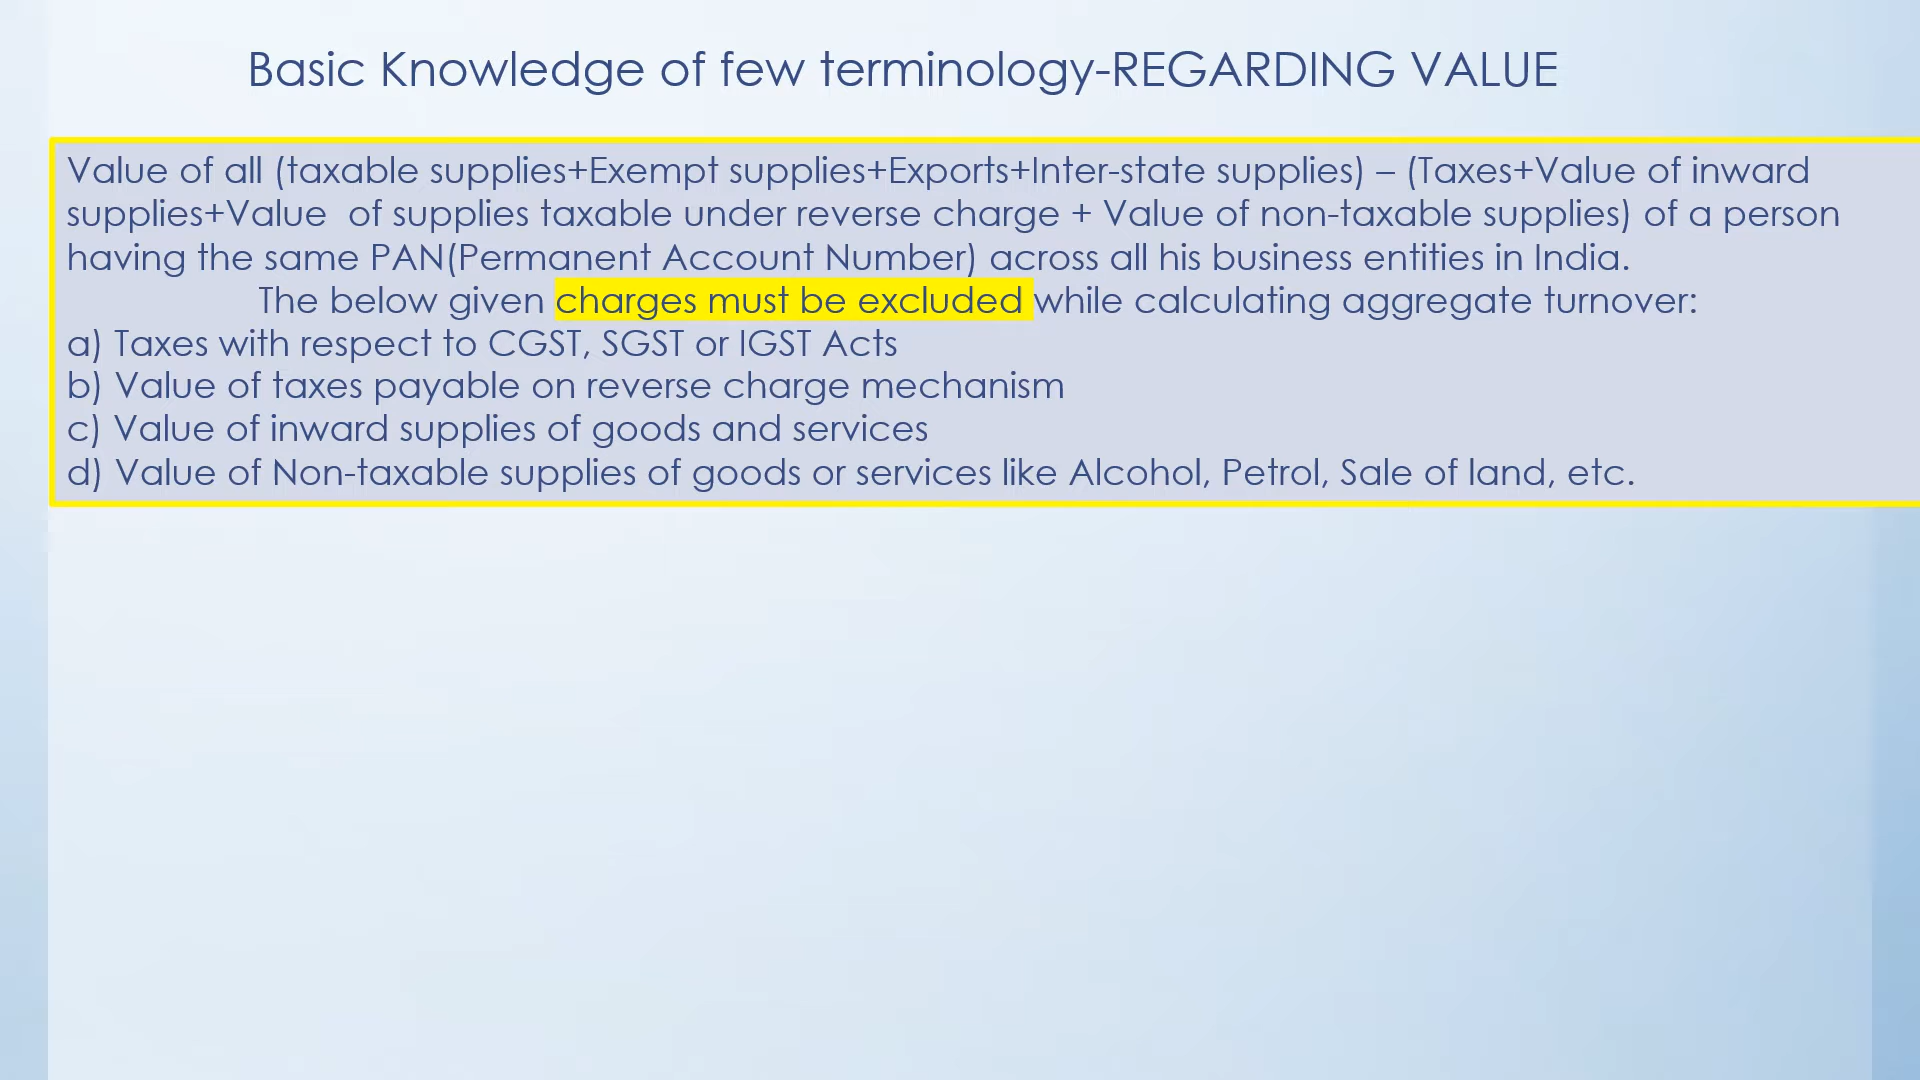 Basic Knowledge of few terminology-REGARDING VALUE
Value of all (taxable supplies+Exempt supplies+Exports+Inter-state supplies) – (Taxes+Value of inward
supplies+Value  of supplies taxable under reverse charge + Value of non-taxable supplies) of a person
having the same PAN(Permanent Account Number) across all his business entities in India.
The below given charges must be excluded while calculating aggregate turnover:
a) Taxes with respect to CGST, SGST or IGST Acts
b) Value of taxes payable on reverse charge mechanism
c) Value of inward supplies of goods and services
d) Value of Non-taxable supplies of goods or services like Alcohol, Petrol, Sale of land, etc.